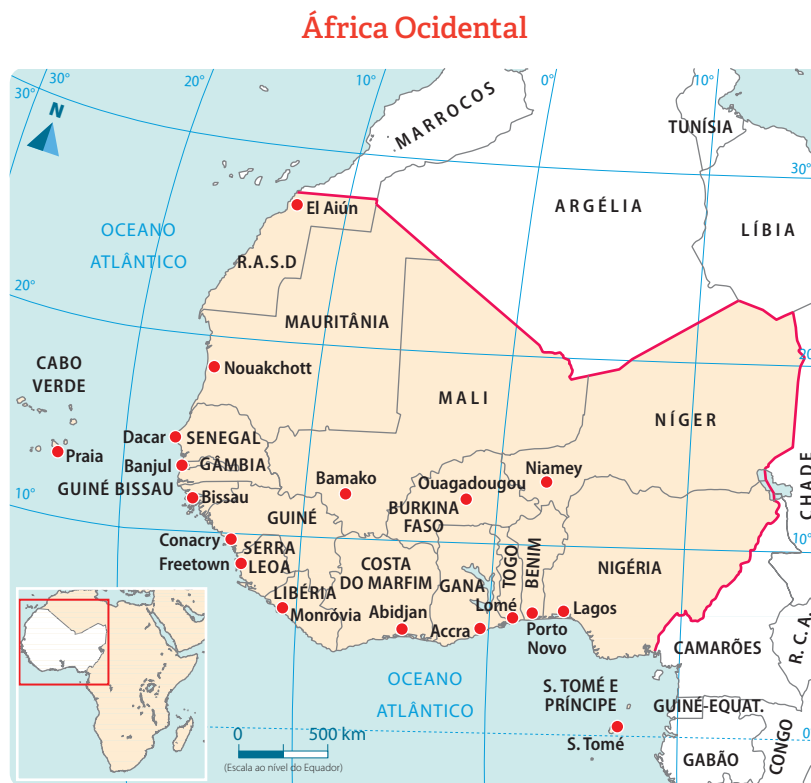 África Ocidental
30°
30°
20°
10°
0°
10°
N
MARROCOS
TUNÍSIA
30°
El Aiún
ARGÉLIA
LÍBIA
OCEANO
ATLÂNTICO
R.A.S.D
20°
MAURITÂNIA
20°
CABO
VERDE
Nouakchott
MALI
NÍGER
Dacar
SENEGAL
Praia
Banjul
GÂMBIA
GUINÉ BISSAU
Bissau
Bamako
Ouagadougou
Niamey
CHADE
10°
GUINÉ
BURKINA
FASO
Conacry
SERRA
LEOA
Freetown
COSTA
DO MARFIM
GANA
TOGO
BENIM
NIGÉRIA
10°
LIBÉRIA
Monróvia
Abidjan
Accra
Lomé
Porto
Novo
Lagos
CAMARÕES
R. C. A.
OCEANO
ATLÂNTICO
S. TOMÉ E
PRÍNCIPE
S. Tomé
GUINÉ-EQUAT.
GABÃO
CONGO
0°
0
500 km
(Escala ao nível do Equador)